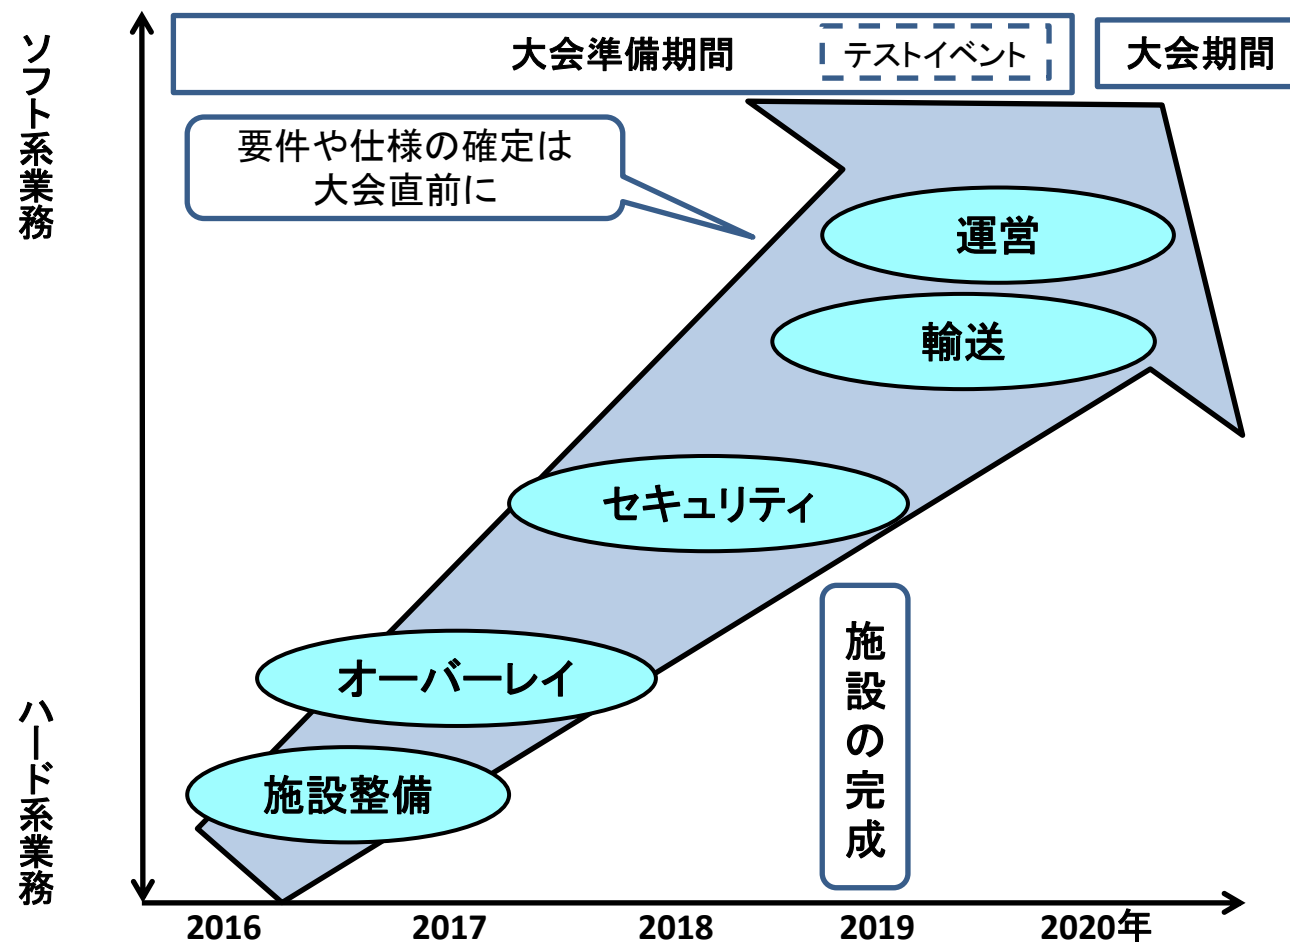 ソフト系業務
大会準備期間
テストイベント
大会期間
要件や仕様の確定は
大会直前に
運営
輸送
セキュリティ
オーバーレイ
施設整備
施設の完成
ハード系業務
2016
2017
2018
2019
2020年